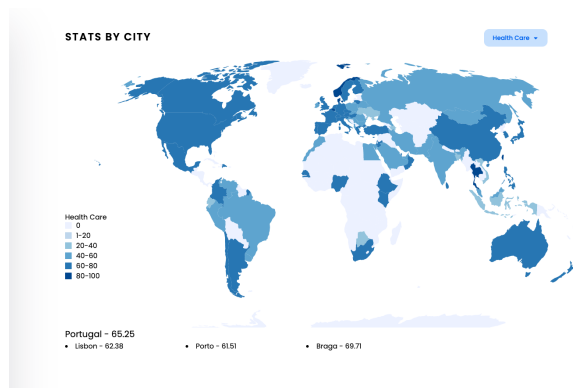 STATS BY CITY
Health Care
Health Care
0
1-20
20-40
40-60
60-80
80-100
Portugal - 65.25
• Lisbon - 62.38 • Porto - 61.51 • Braga - 69.71